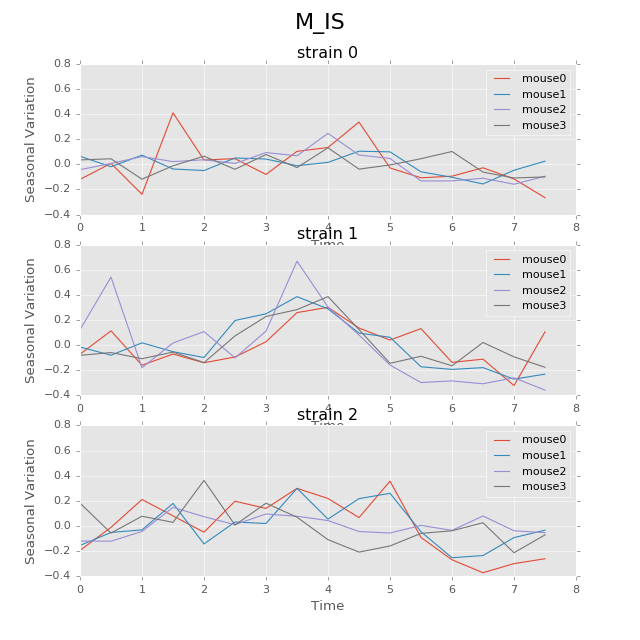 M_IS
strain 0
Seasonal Variation
0.8
0.6
0.4
0.2
0.0
−0.2
−0.4
mouse0
mouse1
mouse2
mouse3
0 1 2 3 4 5 6 7 8
Time
strain 1
Seasonal Variation
0.8
0.6
0.4
0.2
0.0
−0.2
−0.4
mouse0
mouse1
mouse2
mouse3
0 1 2 3 4 5 6 7 8
Time
strain 2
Seasonal Variation
0.8
0.6
0.4
0.2
0.0
−0.2
−0.4
mouse0
mouse1
mouse2
mouse3
0 1 2 3 4 5 6 7 8
Time